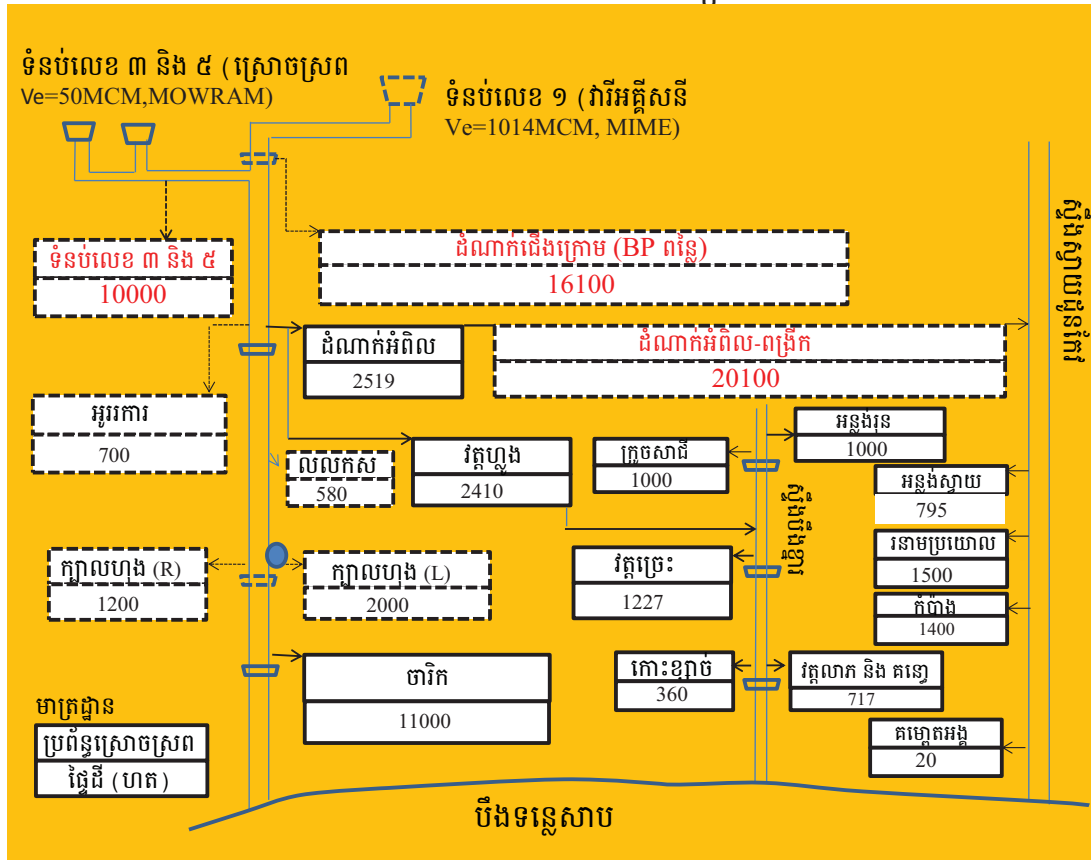 ទំនប់លេខ ៣ និង ៥ (ស្រោចស្រព
Ve=50MCM,MOWRAM)
ទំនប់លេខ ១ (វារីអគ្គីសនី
Ve=1014MCM, MIME)
ទំនប់លេខ ៣ និង ៥
10000
ដំណាក់ជើងក្រោម (BP ពន្លៃ)
16100
ដំណាក់អំពិល
2519
ដំណាក់អំពិល-ពង្រីក
20100
ស្ទឹងស្វាយដូនកែវ
អូររការ
700
លលកស
580
វត្តហ្លួង
2410
ក្រូចសាជី
1000
អន្លង់រុន
1000
អន្លង់ស្វាយ
795
ក្បាលហុង (R)
1200
ក្បាលហុង (L)
2000
វត្តច្រេះ
1227
រនាមប្រយោល
1500
កំប៉ាង
1400
ចារិក
11000
កោះខ្សាច់
360
វត្តលាភ និង គន្ធោ
717
គម្ពោតអង្គ
20
មាត្រដ្ឋាន
ប្រព័ន្ធស្រោចស្រព
ផ្ទៃដី (ហត)
បឹងទន្លេសាប